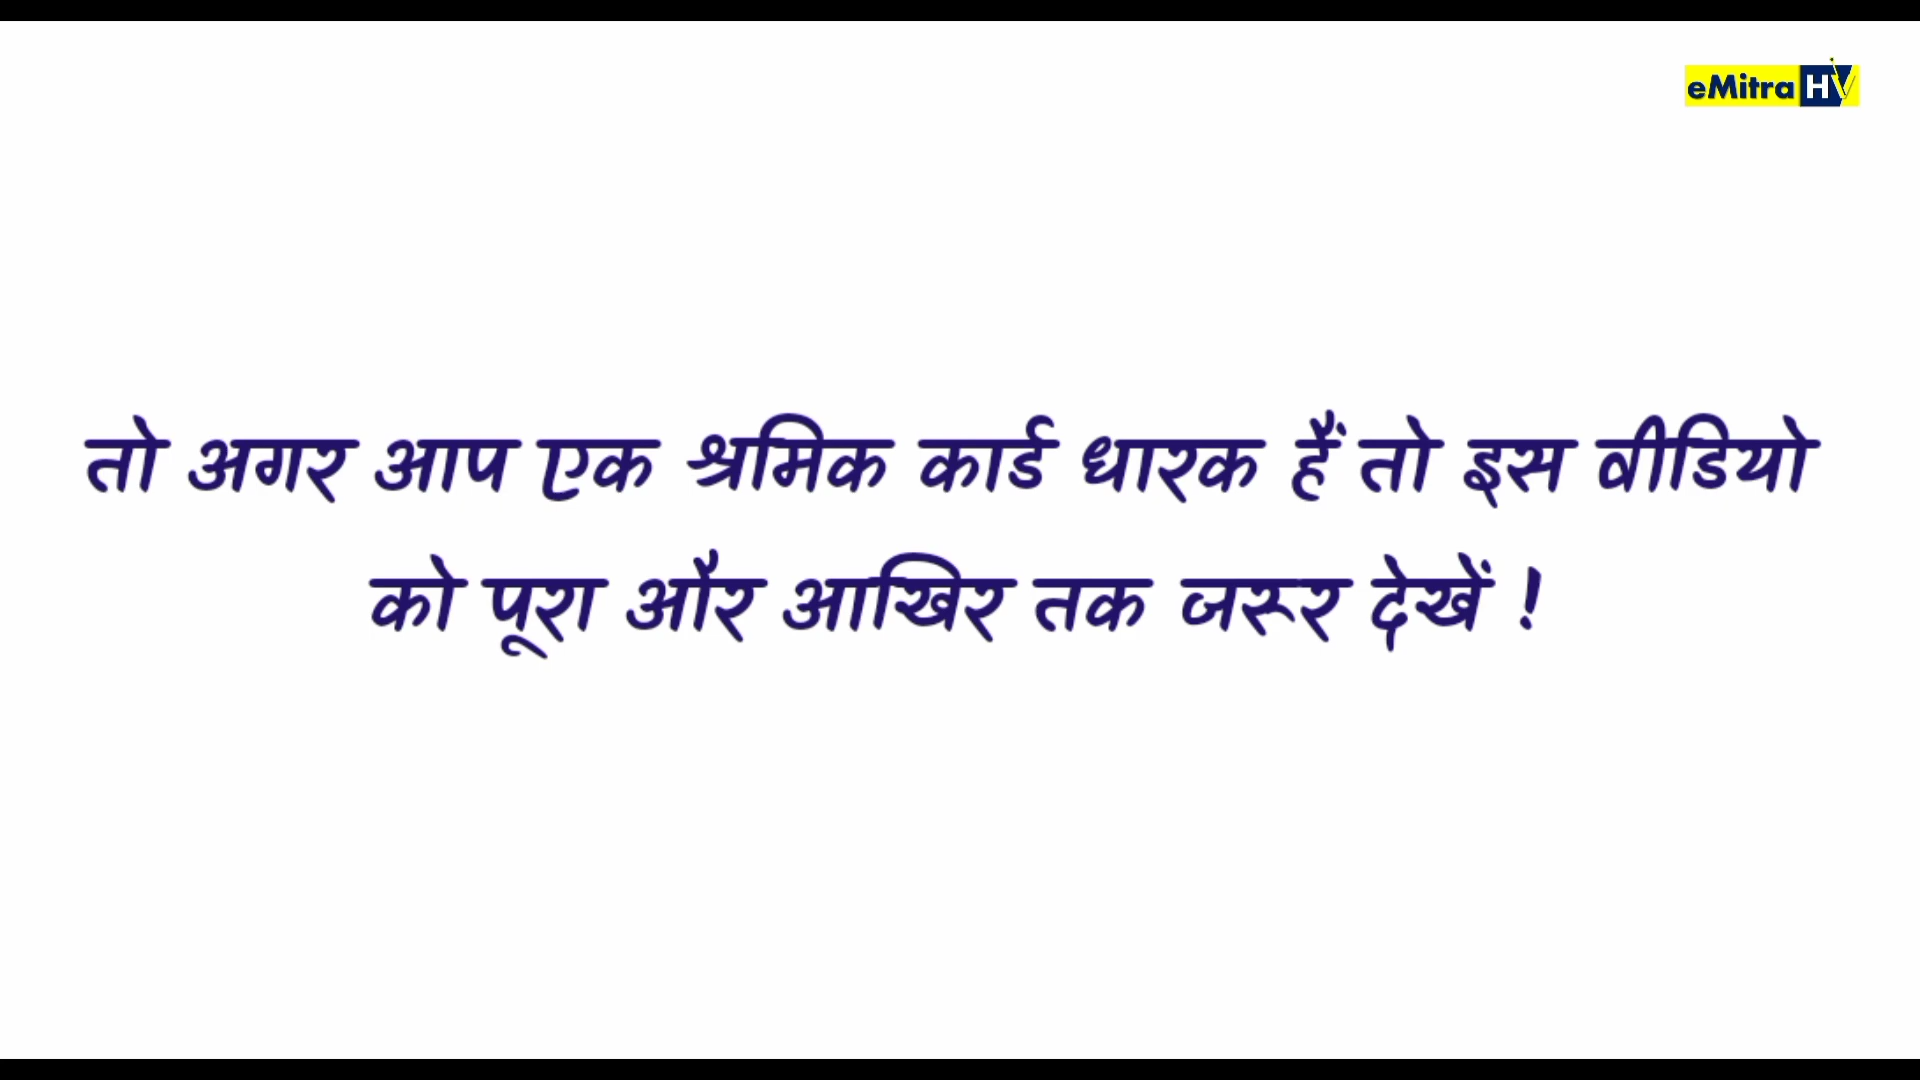 eMitra HV
तो अगर आप एक श्रमिक कार्ड धारक हैं तो इस वीडियो
को पूरा और आखिर तक जरूर देखें !